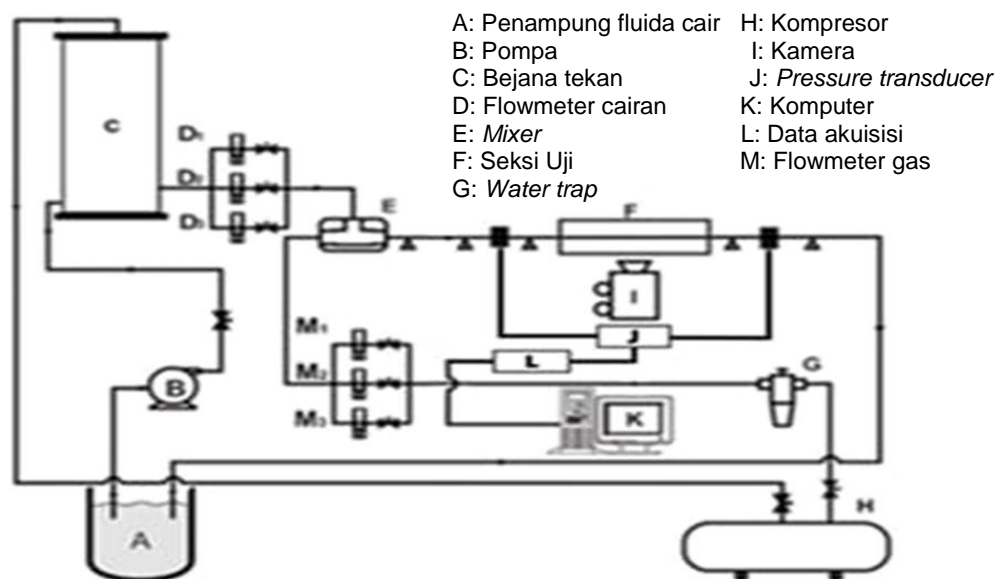 A: Penampung fluida cair
B: Pompa
C: Bejana tekan
D: Flowmeter cairan
E: Mixer
F: Seksi Uji
G: Water trap
H: Kompresor
I: Kamera
J: Pressure transducer
K: Komputer
L: Data akuisisi
M: Flowmeter gas
C
D₁
D₂
D₃
E
F
I
J
L
M₁
M₂
M₃
G
K
B
A
H